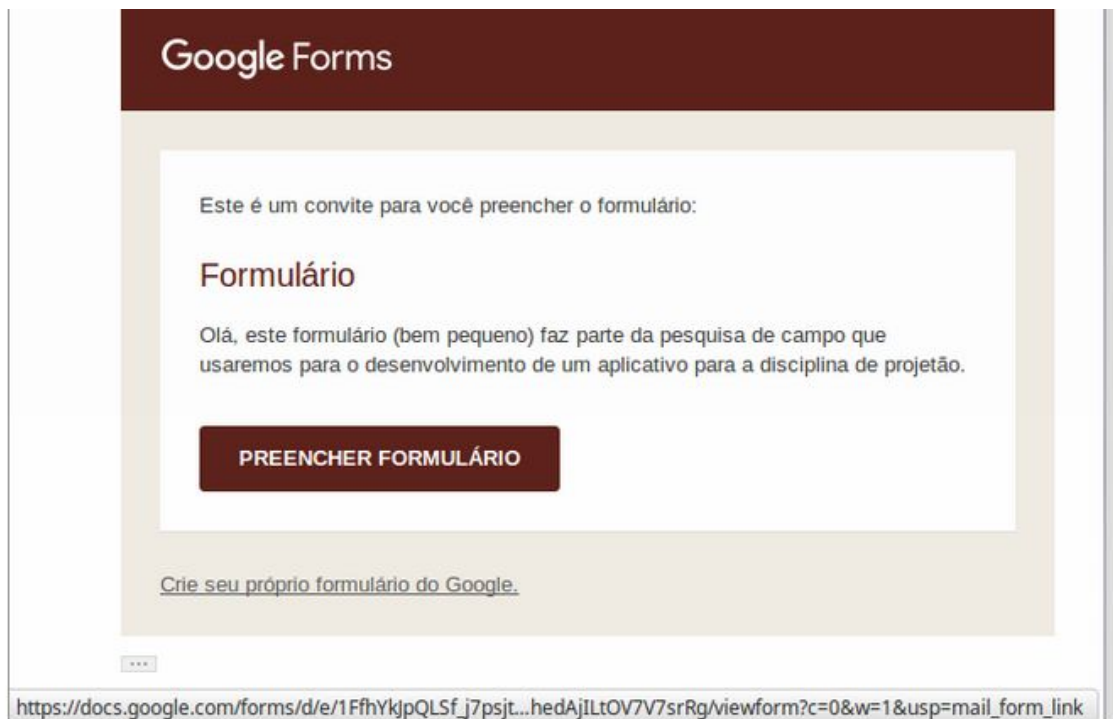 Google Forms
Este é um convite para você preencher o formulário:
Formulário
Olá, este formulário (bem pequeno) faz parte da pesquisa de campo que
usaremos para o desenvolvimento de um aplicativo para a disciplina de projetão.
PREENCHER FORMULÁRIO
Crie seu próprio formulário do Google.
https://docs.google.com/forms/d/e/1FfhYkJpQLSf_j7psjt...hedAjILtOV7V7srRg/viewform?c=0&w=1&usp=mail_form_link